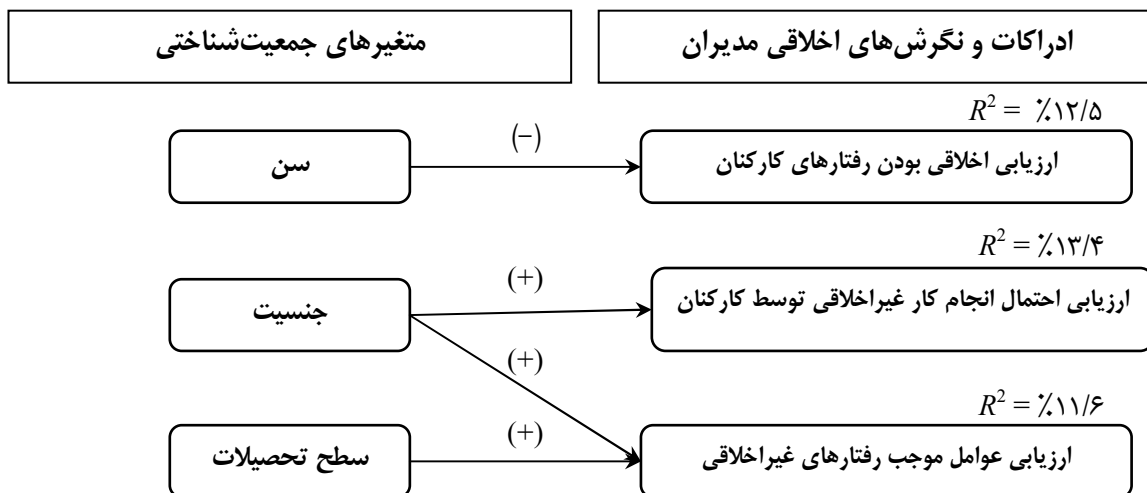 ادراکات و نگرش‌های اخلاقی مدیران
متغیرهای جمعیت‌شناختی
R² = ٪۱۲/۵
ارزیابی اخلاقی بودن رفتارهای کارکنان
(−)
سن
R² = ٪۱۳/۴
ارزیابی احتمال انجام کار غیراخلاقی توسط کارکنان
(+)
جنسیت
(+)
R² = ٪۱۱/۶
ارزیابی عوامل موجب رفتارهای غیراخلاقی
(+)
سطح تحصیلات